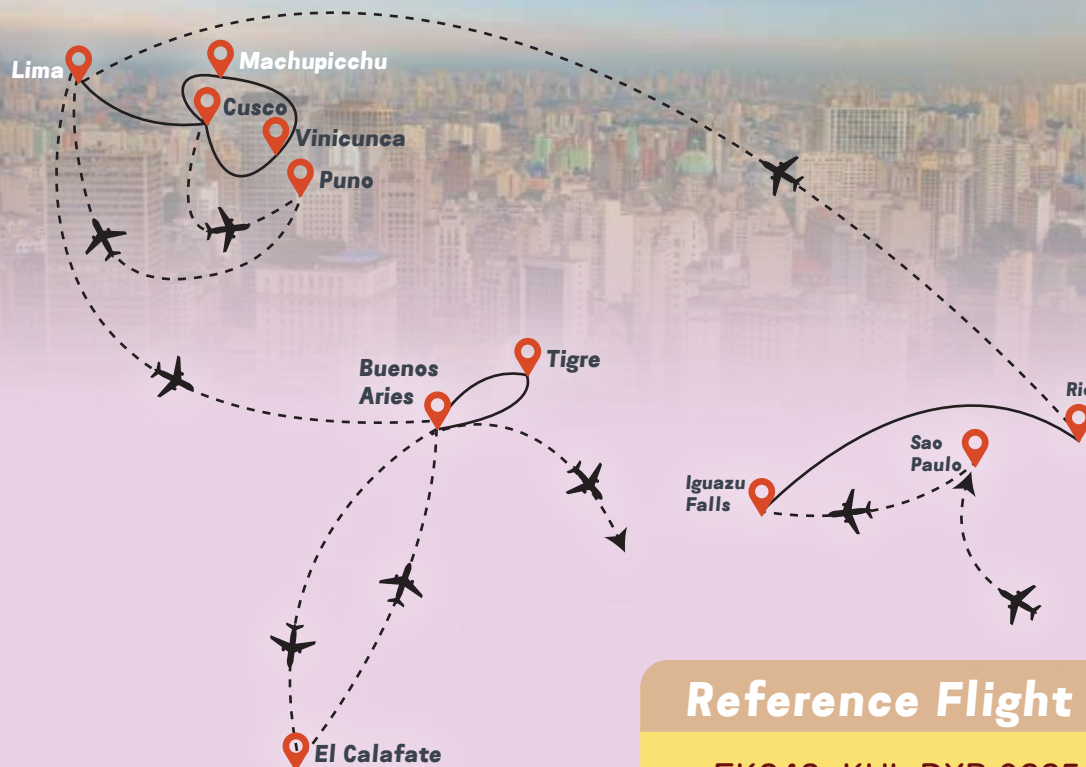 Lima
Machupicchu
Cusco
Vinicunca
Puno
Buenos
Aries
Tigre
Sao
Paulo
Iguazu
Falls
El Calafate
Reference Flight